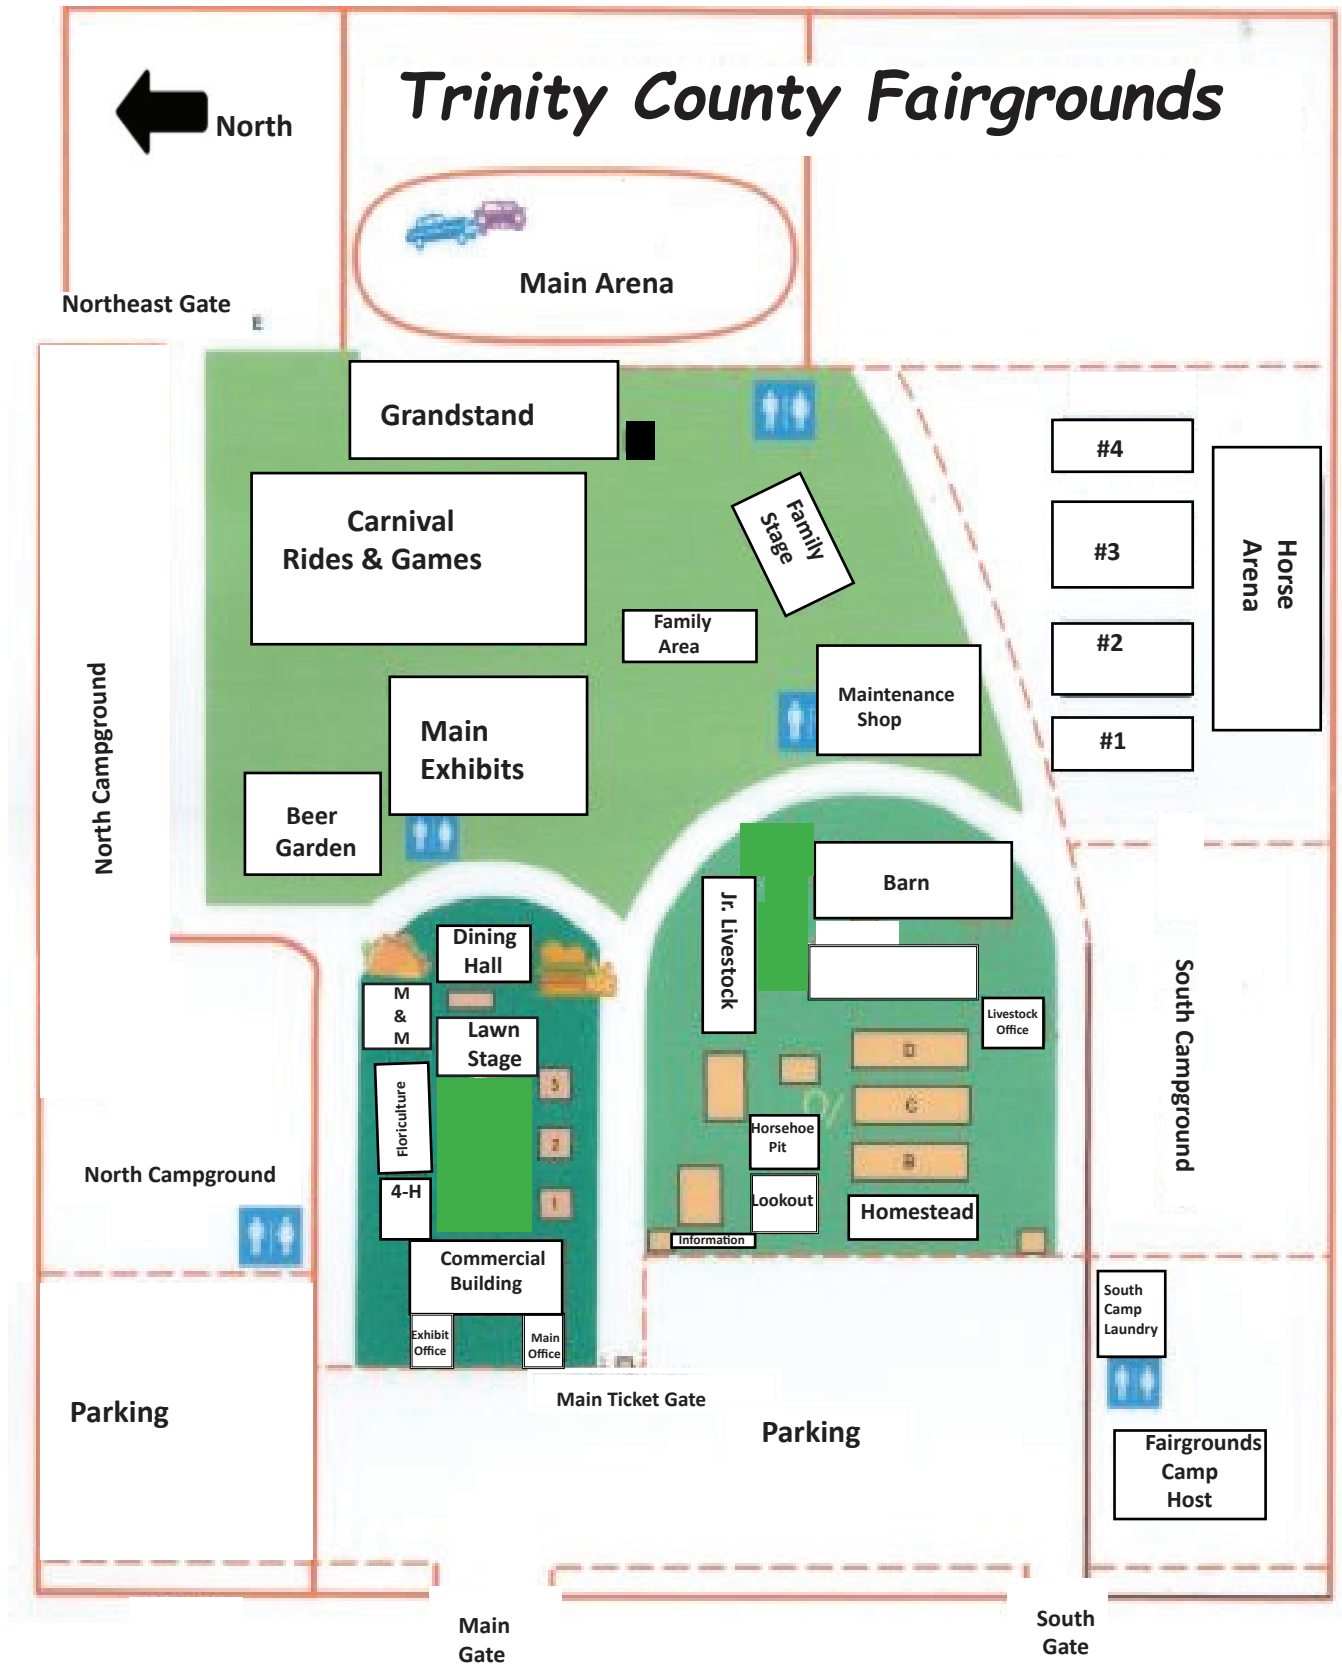 Trinity County Fairgrounds
North
Main Arena
Northeast Gate
E
Grandstand
#4
Carnival
Rides & Games
Family
Stage
#3
Horse
Arena
Family
Area
#2
Maintenance
Shop
#1
North Campground
Main
Exhibits
Beer
Garden
Barn
Jr. Livestock
Dining
Hall
M
&
M
Lawn
Stage
Livestock
Office
South Campground
D
3
C
Floriculture
Horsehoe
Pit
2
B
North Campground
4-H
Lookout
1
Homestead
Information
Commercial
Building
South
Camp
Laundry
Exhibit
Office
Main
Office
Main Ticket Gate
Parking
Parking
Fairgrounds
Camp
Host
Main
Gate
South
Gate